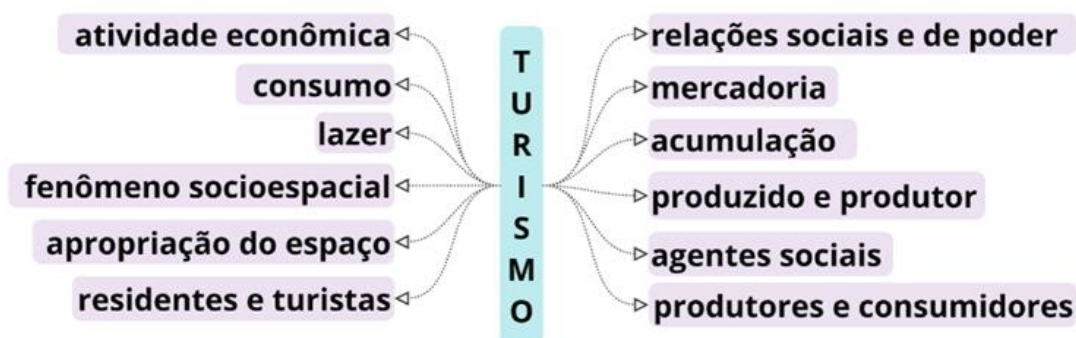 atividade econômica
consumo
lazer
fenômeno socioespacial
apropriação do espaço
residentes e turistas
TURISMO
relações sociais e de poder
mercadoria
acumulação
produzido e produtor
agentes sociais
produtores e consumidores